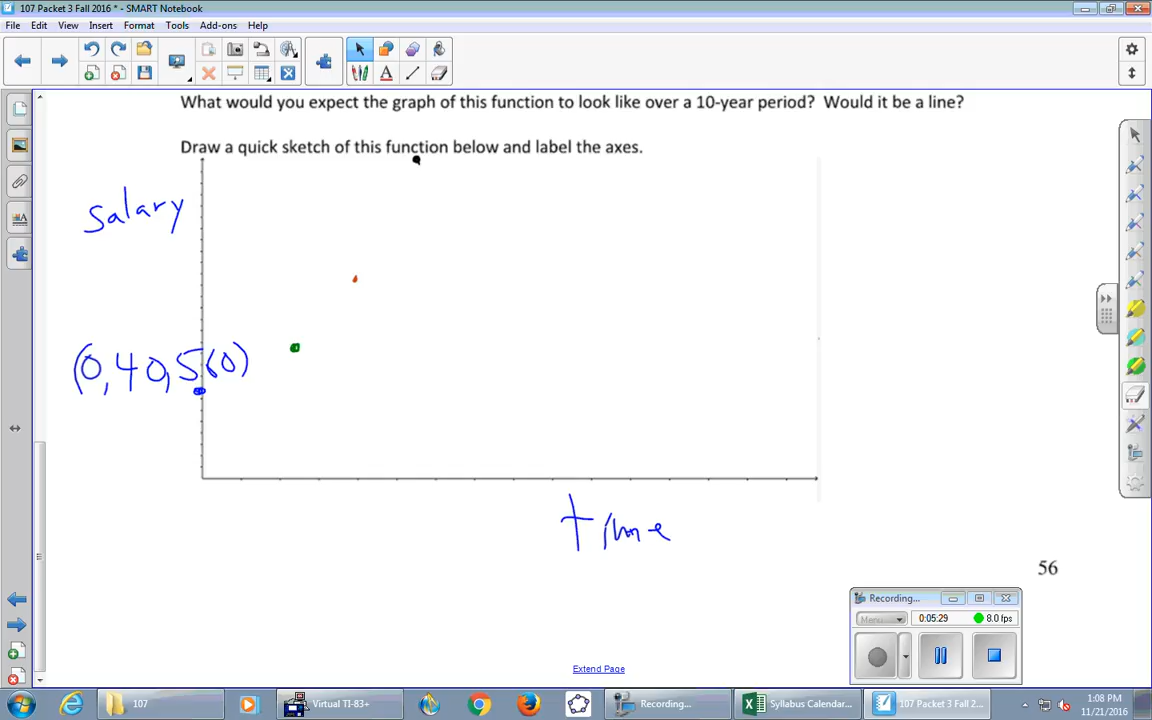 107 Packet 3 Fall 2016 * - SMART Notebook
File Edit View Insert Format Tools Add-ons Help
What would you expect the graph of this function to look like over a 10-year period? Would it be a line?
Draw a quick sketch of this function below and label the axes.
Salary
(0,40,560)
time
56
Recording...
Menu...
0:05:29
8.0 fps
Extend Page
107
Virtual TI-83+
Recording...
Syllabus Calendar...
107 Packet 3 Fall 2...
1:08 PM
11/21/2016